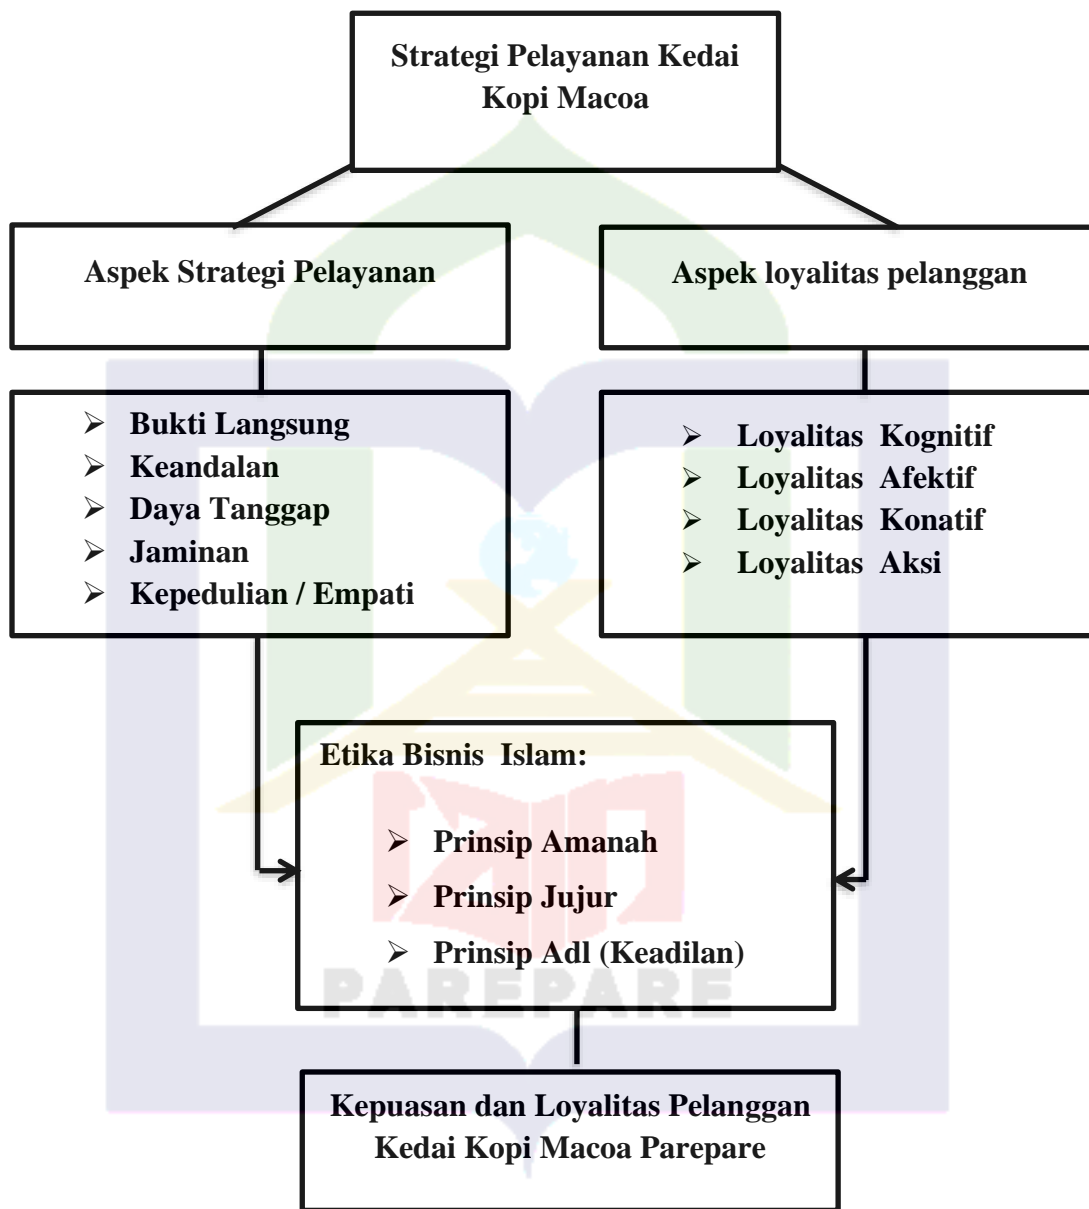 Strategi Pelayanan Kedai
Kopi Macoa
Aspek Strategi Pelayanan
Aspek loyalitas pelanggan
➢ Bukti Langsung
➢ Keandalan
➢ Daya Tanggap
➢ Jaminan
➢ Kepedulian / Empati
➢ Loyalitas Kognitif
➢ Loyalitas Afektif
➢ Loyalitas Konatif
➢ Loyalitas Aksi
Etika Bisnis Islam:
➢ Prinsip Amanah
➢ Prinsip Jujur
➢ Prinsip Adl (Keadilan)
PAREPARE
Kepuasan dan Loyalitas Pelanggan
Kedai Kopi Macoa Parepare